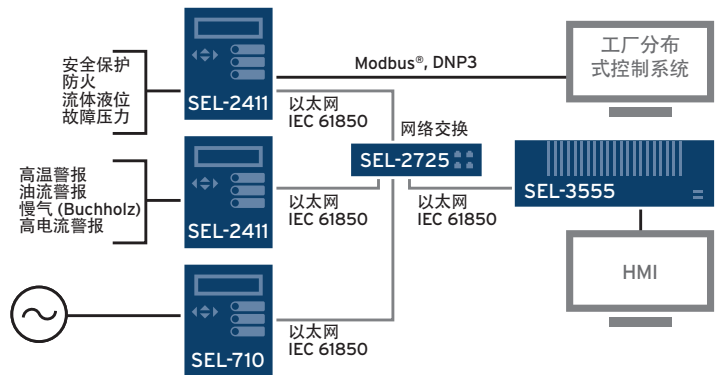 安全保护
防火
流体液位
故障压力
SEL-2411
Modbus®, DNP3
工厂分布
式控制系统
以太网
IEC 61850
网络交换
SEL-2725
高温警报
油流警报
慢气 (Buchholz)
高电流警报
SEL-2411
以太网
IEC 61850
以太网
IEC 61850
SEL-3555
HMI
SEL-710
以太网
IEC 61850